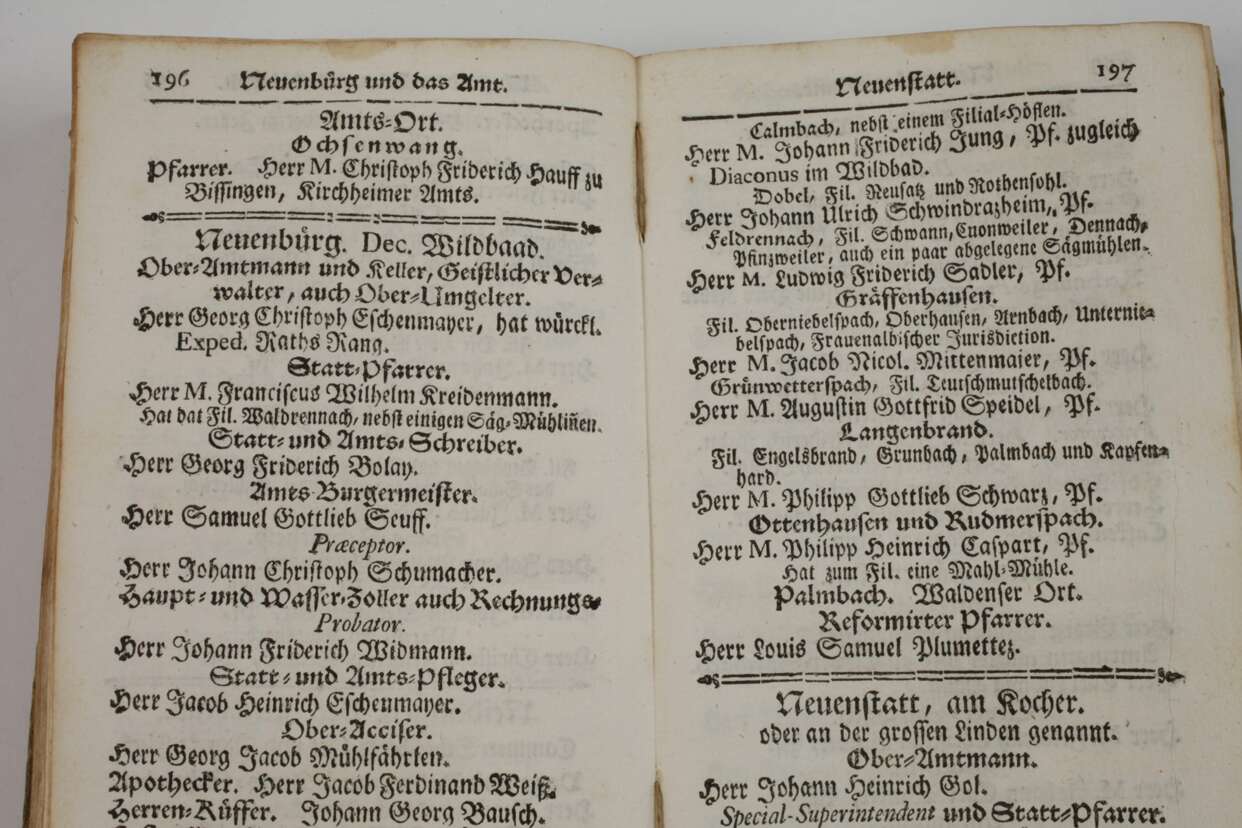 196 Neuenbürg und das Amt.
Amts-Ort.
Ochsenwang.
Pfarrer. Herr M. Christoph Friderich Hauff zu
Bissingen, Kirchheimer Amts.
Neuenbürg. Dec. Wildbaad.
Ober-Amtmann und Keller, Geistlicher Ver-
walter, auch Ober-Umgelter.
Herr Georg Christoph Eschenmayer, hat würckl.
Exped. Raths Rang.
Statt-Pfarrer.
Herr M. Franciscus Wilhelm Kreidenmann.
Hat dat Fil. Waldrennach, nebst einigen Säg-Mühlin̄en.
Statt- und Amts-Schreiber.
Herr Georg Friderich Bolay.
Amts-Burgermeister.
Herr Samuel Gottlieb Seuff.
Præceptor.
Herr Johann Christoph Schumacher.
Haupt- und Wasser-Zoller auch Rechnungs-
Probator.
Herr Johann Friderich Widmann.
Statt- und Amts-Pfleger.
Herr Jacob Heinrich Eschenmayer.
Ober-Acciser.
Herr Georg Jacob Mühlfährlen.
Apothecker. Herr Jacob Ferdinand Weiß.
Herren-Küffer. Johann Georg Bausch.
Neuenstatt. 197
Calmbach, nebst einem Filial-Höflen.
Herr M. Johann Friderich Jung, Pf. zugleich
Diaconus im Wildbad.
Dobel, Fil. Neusatz und Rothensohl.
Herr Johann Ulrich Schwindrazheim, Pf.
Feldrennach, Fil. Schwann, Cuonweiler, Dennach,
Pfinzweiler, auch ein paar abgelegene Sägmühlen.
Herr M. Ludwig Friderich Sadler, Pf.
Gräffenhausen.
Fil. Oberniebelspach, Oberhausen, Arnbach, Unternie-
belspach, Frauenalbischer Jurisdiction.
Herr M. Jacob Nicol. Mittenmaier, Pf.
Grünwetterspach, Fil. Teutschmutschelbach.
Herr M. Augustin Gottfrid Speidel, Pf.
Langenbrand.
Fil. Engelsbrand, Grunbach, Palmbach und Kapfen-
hard.
Herr M. Philipp Gottlieb Schwarz, Pf.
Ottenhausen und Rudmerspach.
Herr M. Philipp Heinrich Caspart, Pf.
Hat zum Fil. eine Mahl-Mühle.
Palmbach. Waldenser Ort.
Reformirter Pfarrer.
Herr Louis Samuel Plumettez.
Neuenstatt, am Kocher.
oder an der grossen Linden genannt.
Ober-Amtmann.
Herr Johann Heinrich Gol.
Special-Superintendent und Statt-Pfarrer.